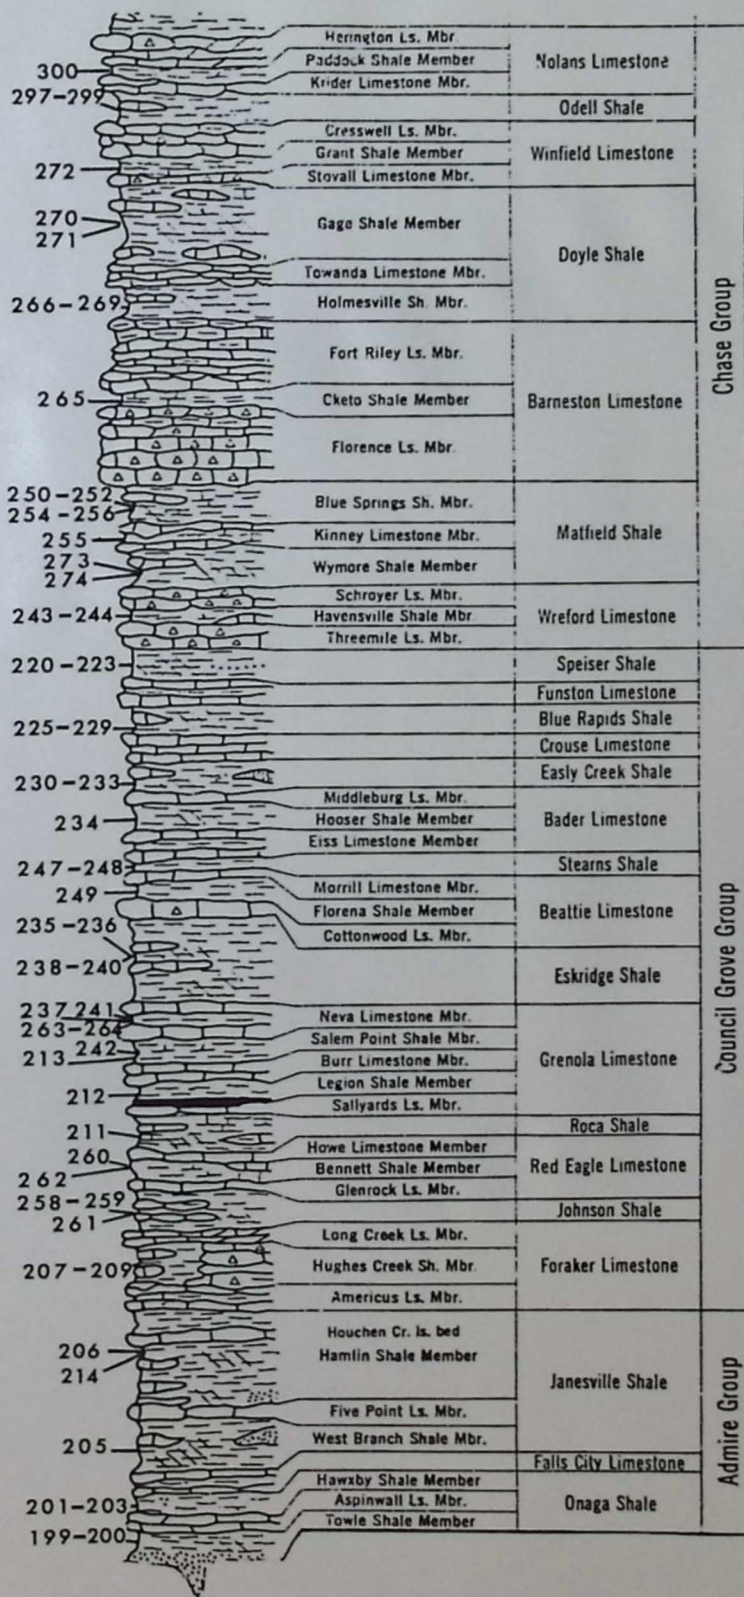 Herington Ls. Mbr.
Paddock Shale Member
Nolans Limestone
300
Krider Limestone Mbr.
297-299
Odell Shale
Cresswell Ls. Mbr.
Grant Shale Member
Winfield Limestone
272
Stovall Limestone Mbr.
270
271
Gage Shale Member
Doyle Shale
Towanda Limestone Mbr.
266-269
Holmesville Sh. Mbr.
Chase Group
Fort Riley Ls. Mbr.
265
Cketo Shale Member
Barneston Limestone
Florence Ls. Mbr.
250-252
254-256
Blue Springs Sh. Mbr.
255
Kinney Limestone Mbr.
Matfield Shale
273
274
Wymore Shale Member
Schroyer Ls. Mbr.
243-244
Havensville Shale Mbr
Wreford Limestone
Threemile Ls. Mbr.
220-223
Speiser Shale
Funston Limestone
225-229
Blue Rapids Shale
Crouse Limestone
230-233
Easly Creek Shale
Middleburg Ls. Mbr.
234
Hooser Shale Member
Bader Limestone
Eiss Limestone Member
247-248
Stearns Shale
249
Morrill Limestone Mbr.
Florena Shale Member
Beattie Limestone
235-236
Cottonwood Ls. Mbr.
238-240
Eskridge Shale
Council Grove Group
237 241
263-264
Neva Limestone Mbr.
242
Salem Point Shale Mbr.
213
Burr Limestone Mbr.
Grenola Limestone
Legion Shale Member
212
Sallyards Ls. Mbr.
211
Roca Shale
260
Howe Limestone Member
262
Bennett Shale Member
Red Eagle Limestone
Glenrock Ls. Mbr.
258-259
261
Johnson Shale
Long Creek Ls. Mbr.
207-209
Hughes Creek Sh. Mbr.
Foraker Limestone
Americus Ls. Mbr.
Houchen Cr. ls. bed
206
Hamlin Shale Member
214
Janesville Shale
Five Point Ls. Mbr.
205
West Branch Shale Mbr.
Admire Group
Falls City Limestone
Hawxby Shale Member
201-203
Aspinwall Ls. Mbr.
Onaga Shale
Towle Shale Member
199-200